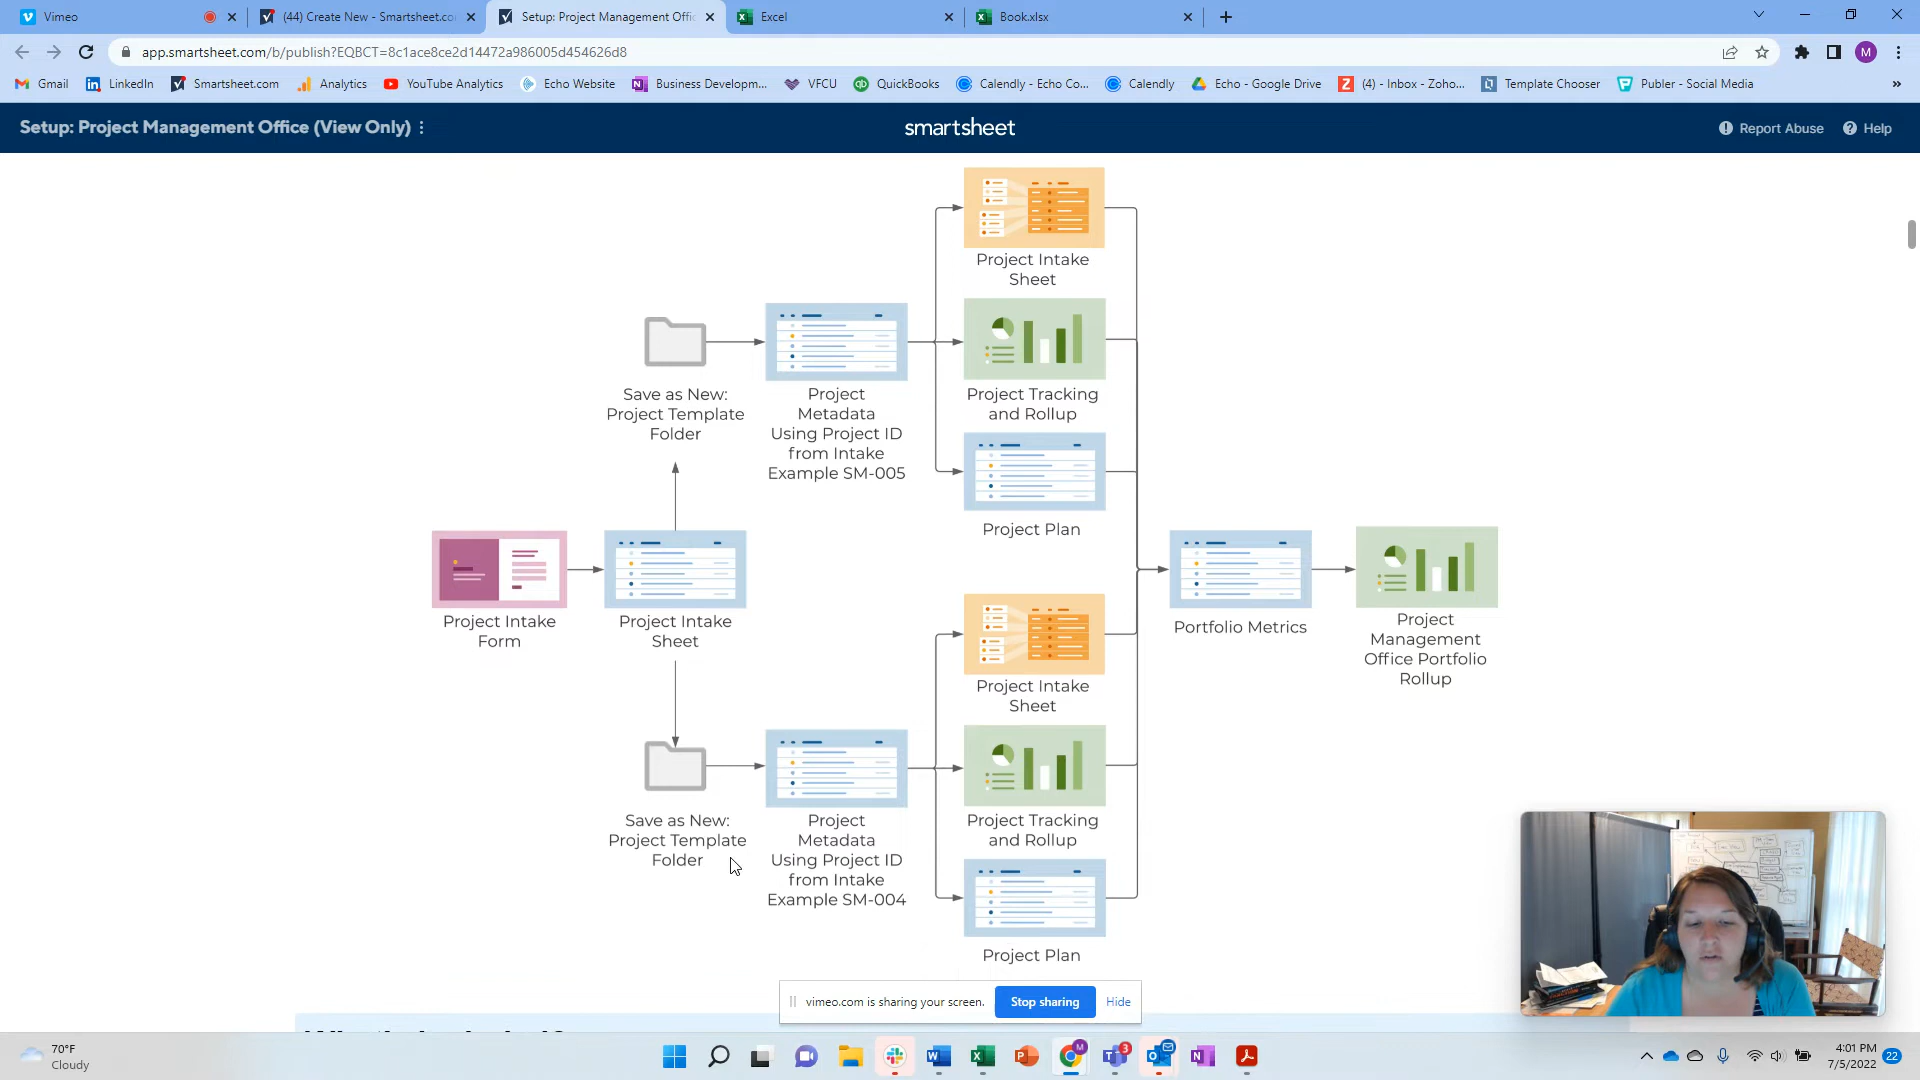 Vimeo
(44) Create New - Smartsheet.co
Setup: Project Management Offic
Excel
Book.xlsx
app.smartsheet.com/b/publish?EQBCT=8c1ace8ce2d14472a986005d454626d8
M
Gmail
LinkedIn
Smartsheet.com
Analytics
YouTube Analytics
Echo Website
Business Developm...
VFCU
QuickBooks
Calendly - Echo Co...
Calendly
Echo - Google Drive
(4) - Inbox - Zoho...
Template Chooser
Publer - Social Media
»
Setup: Project Management Office (View Only)
smartsheet
Report Abuse
Help
Project Intake
Sheet
Save as New:
Project Template
Folder
Project
Metadata
Using Project ID
from Intake
Example SM-005
Project Tracking
and Rollup
Project Plan
Project Intake
Form
Project Intake
Sheet
Portfolio Metrics
Project
Management
Office Portfolio
Rollup
Project Intake
Sheet
Save as New:
Project Template
Folder
Project
Metadata
Using Project ID
from Intake
Example SM-004
Project Tracking
and Rollup
Project Plan
vimeo.com is sharing your screen.
Stop sharing
Hide
70°F
Cloudy
4:01 PM
7/5/2022
22